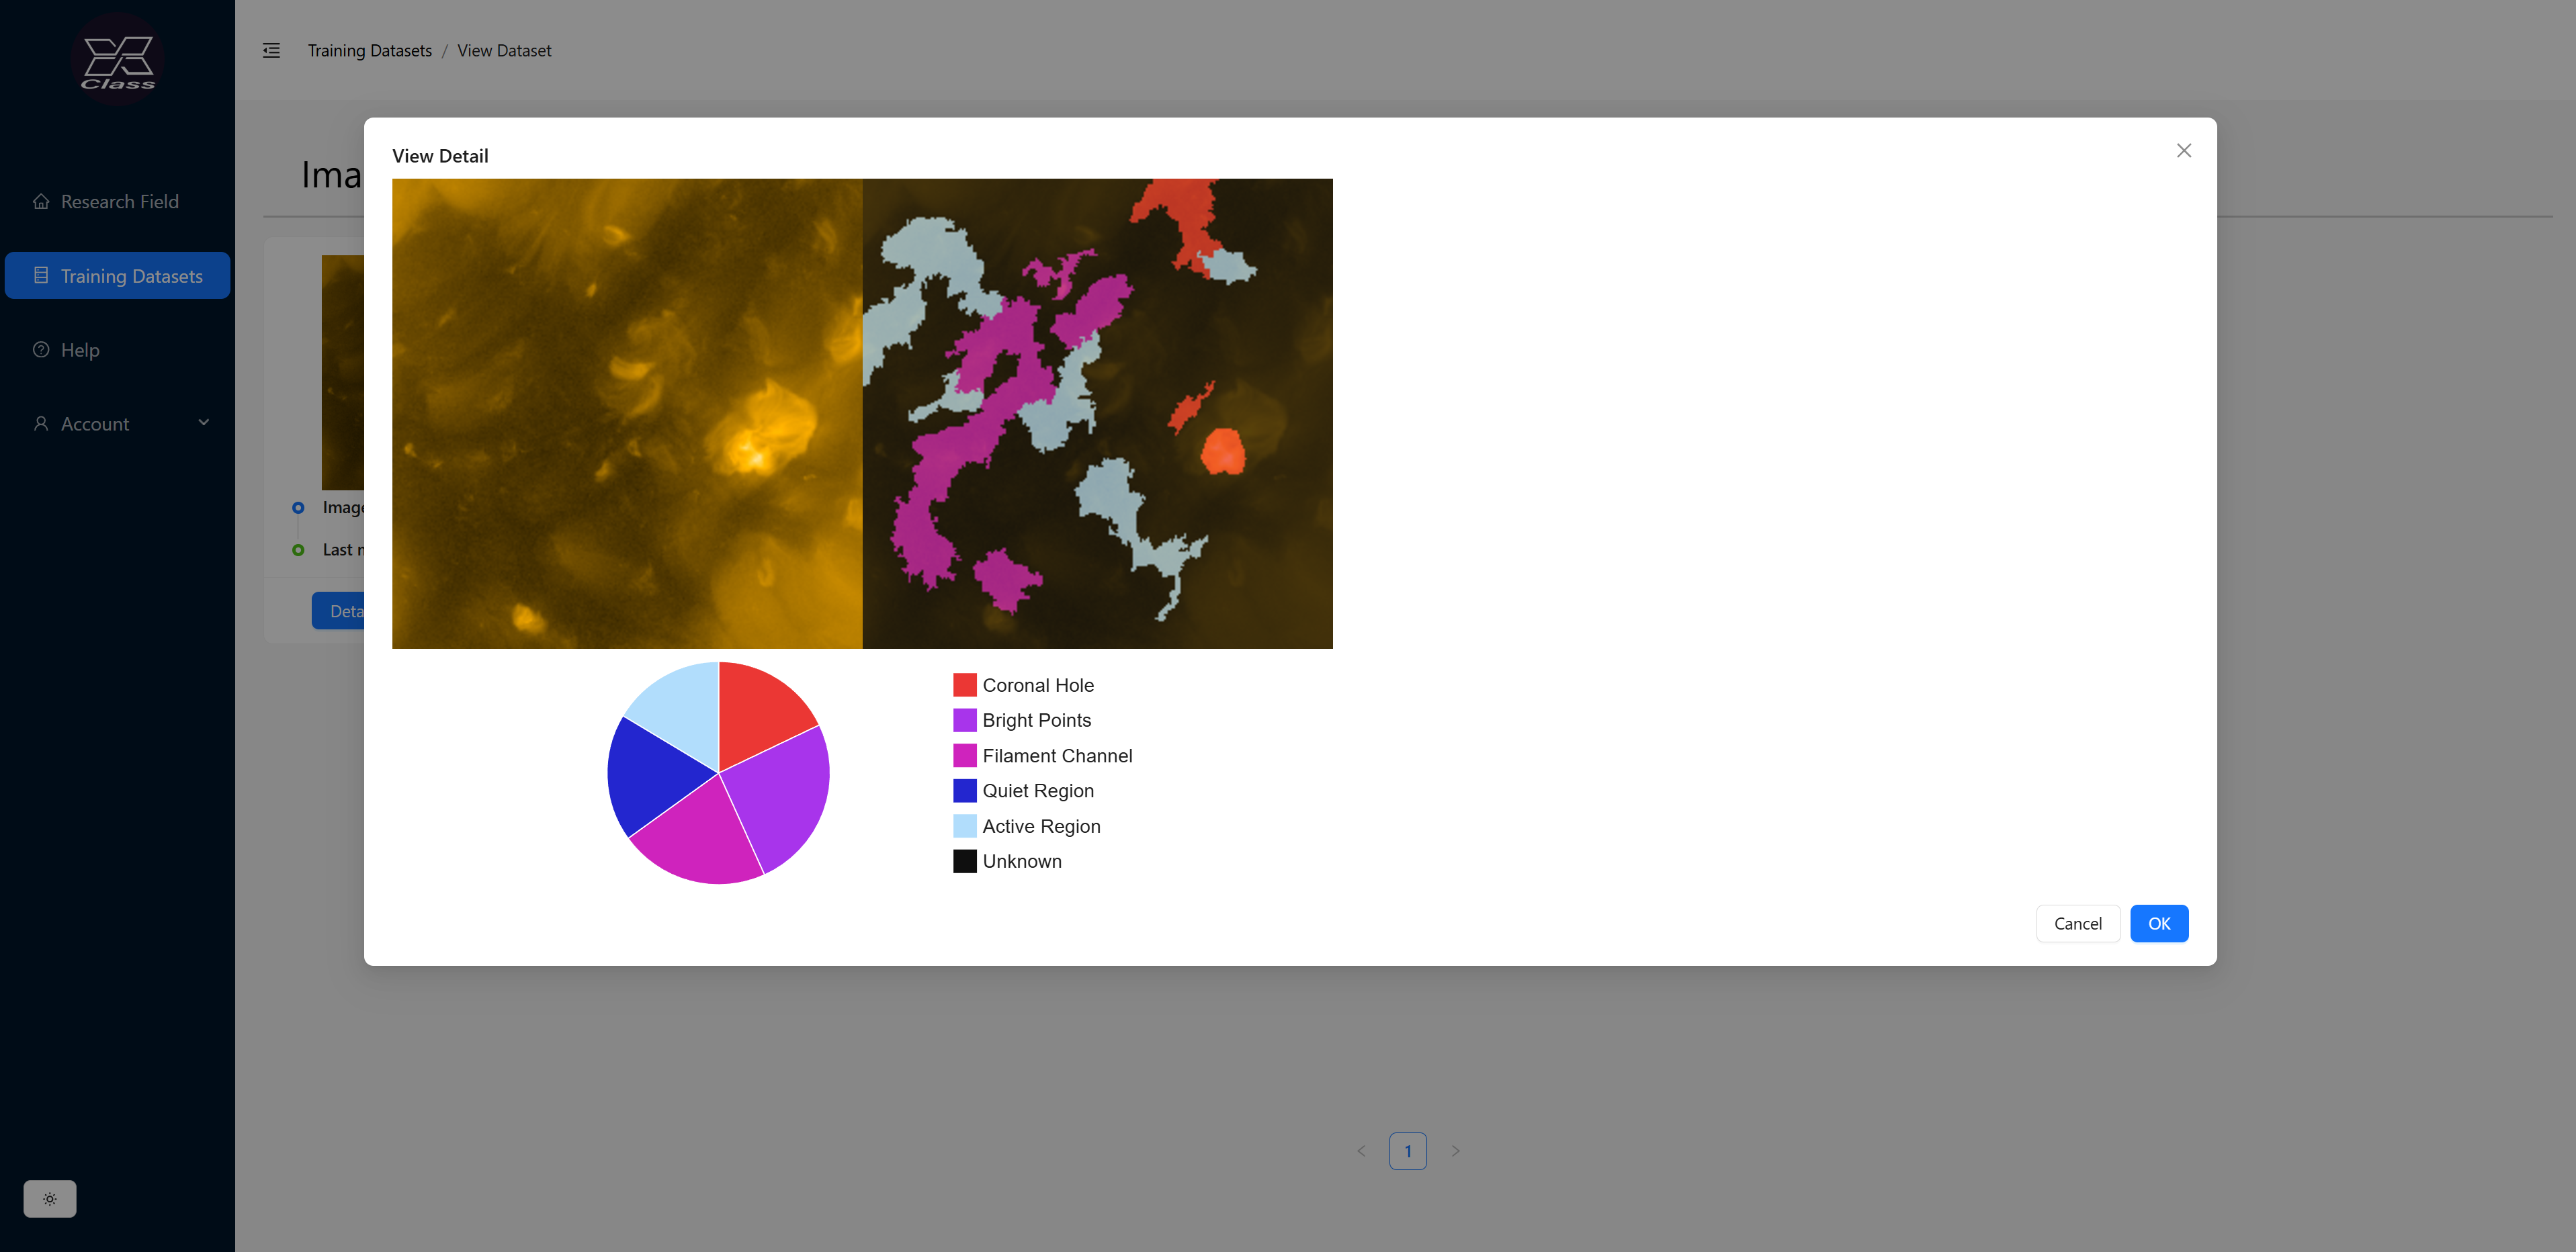 Class
Training Datasets / View Dataset
Research Field
Training Datasets
Help
Account
Ima
Image
Last
Deta
View Detail
Coronal Hole
Bright Points
Filament Channel
Quiet Region
Active Region
Unknown
Cancel
OK
1